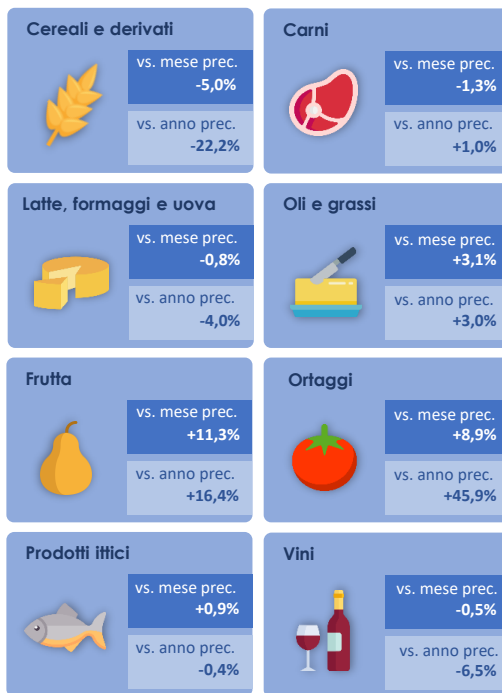 Cereali e derivati
vs. mese prec.
-5,0%
vs. anno prec.
-22,2%
Carni
vs. mese prec.
-1,3%
vs. anno prec.
+1,0%
Latte, formaggi e uova
vs. mese prec.
-0,8%
vs. anno prec.
-4,0%
Oli e grassi
vs. mese prec.
+3,1%
vs. anno prec.
+3,0%
Frutta
vs. mese prec.
+11,3%
vs. anno prec.
+16,4%
Ortaggi
vs. mese prec.
+8,9%
vs. anno prec.
+45,9%
Prodotti ittici
vs. mese prec.
+0,9%
vs. anno prec.
-0,4%
Vini
vs. mese prec.
-0,5%
vs. anno prec.
-6,5%